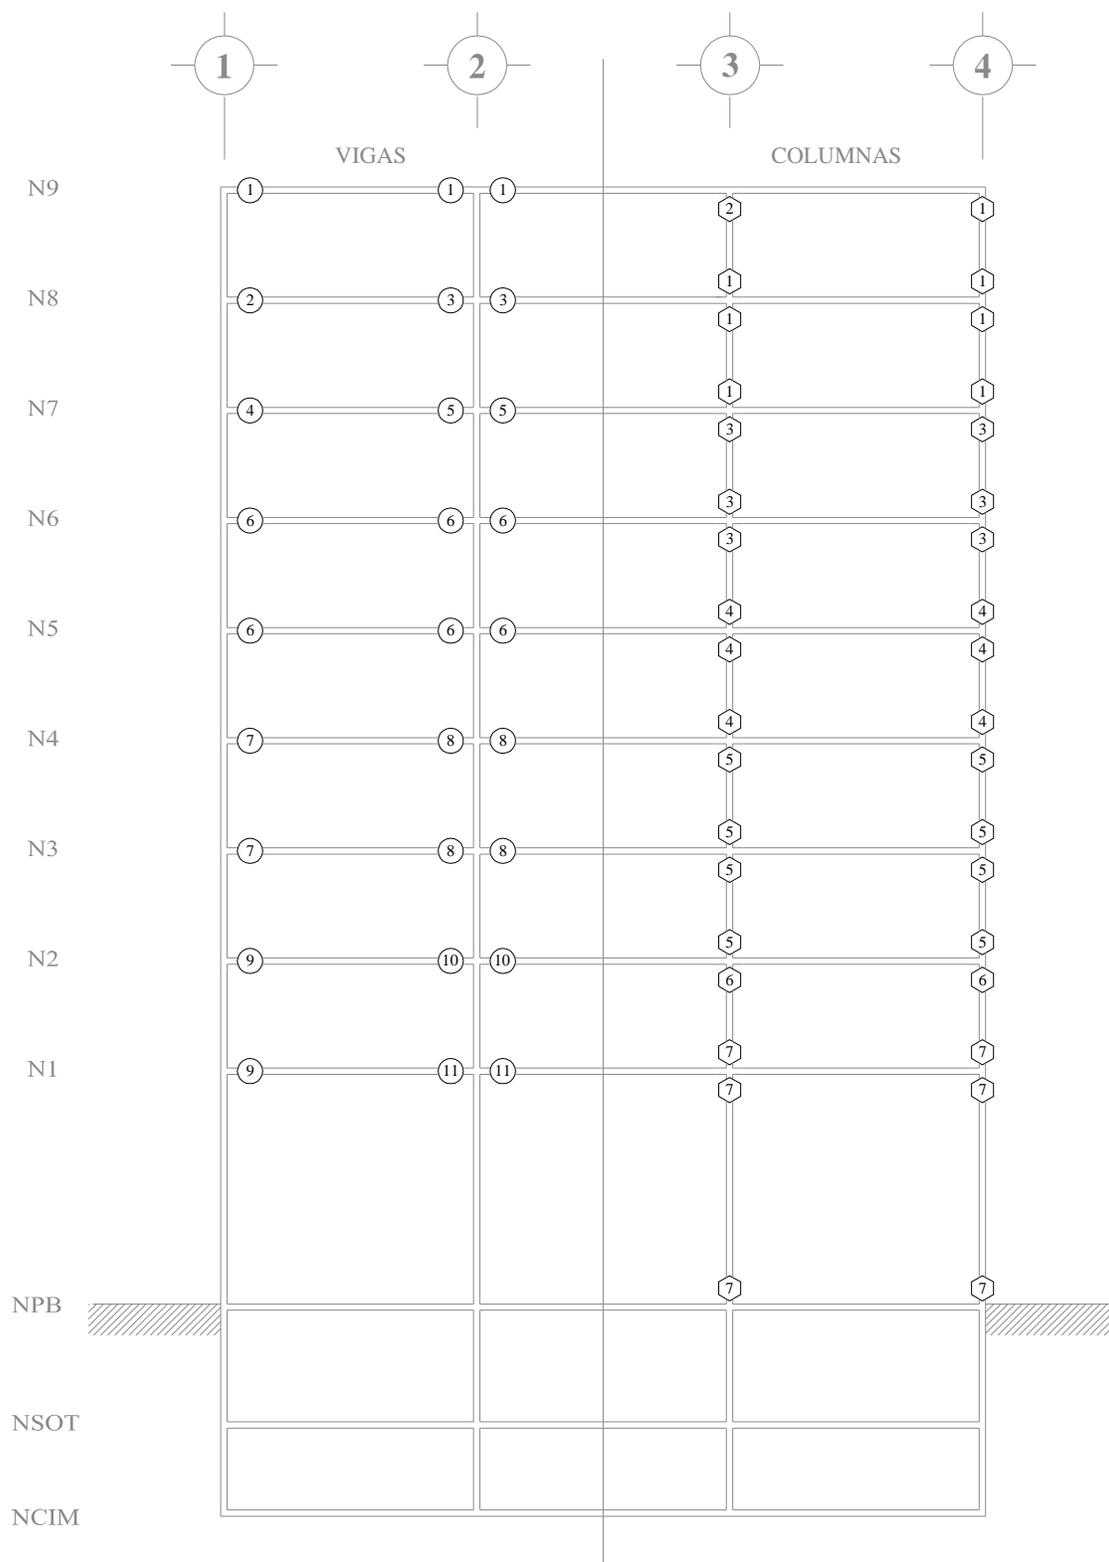 1 2 3 4
VIGAS COLUMNAS
N9 1 1 1
2 1
1 1
N8 2 3 3
1 1
1 1
N7 4 5 5
3 3
3 3
N6 6 6 6
3 3
4 4
N5 6 6 6
4 4
4 4
N4 7 8 8
5 5
5 5
N3 7 8 8
5 5
5 5
N2 9 10 10
6 6
7 7
N1 9 11 11
7 7
7 7
NPB
NSOT
NCIM